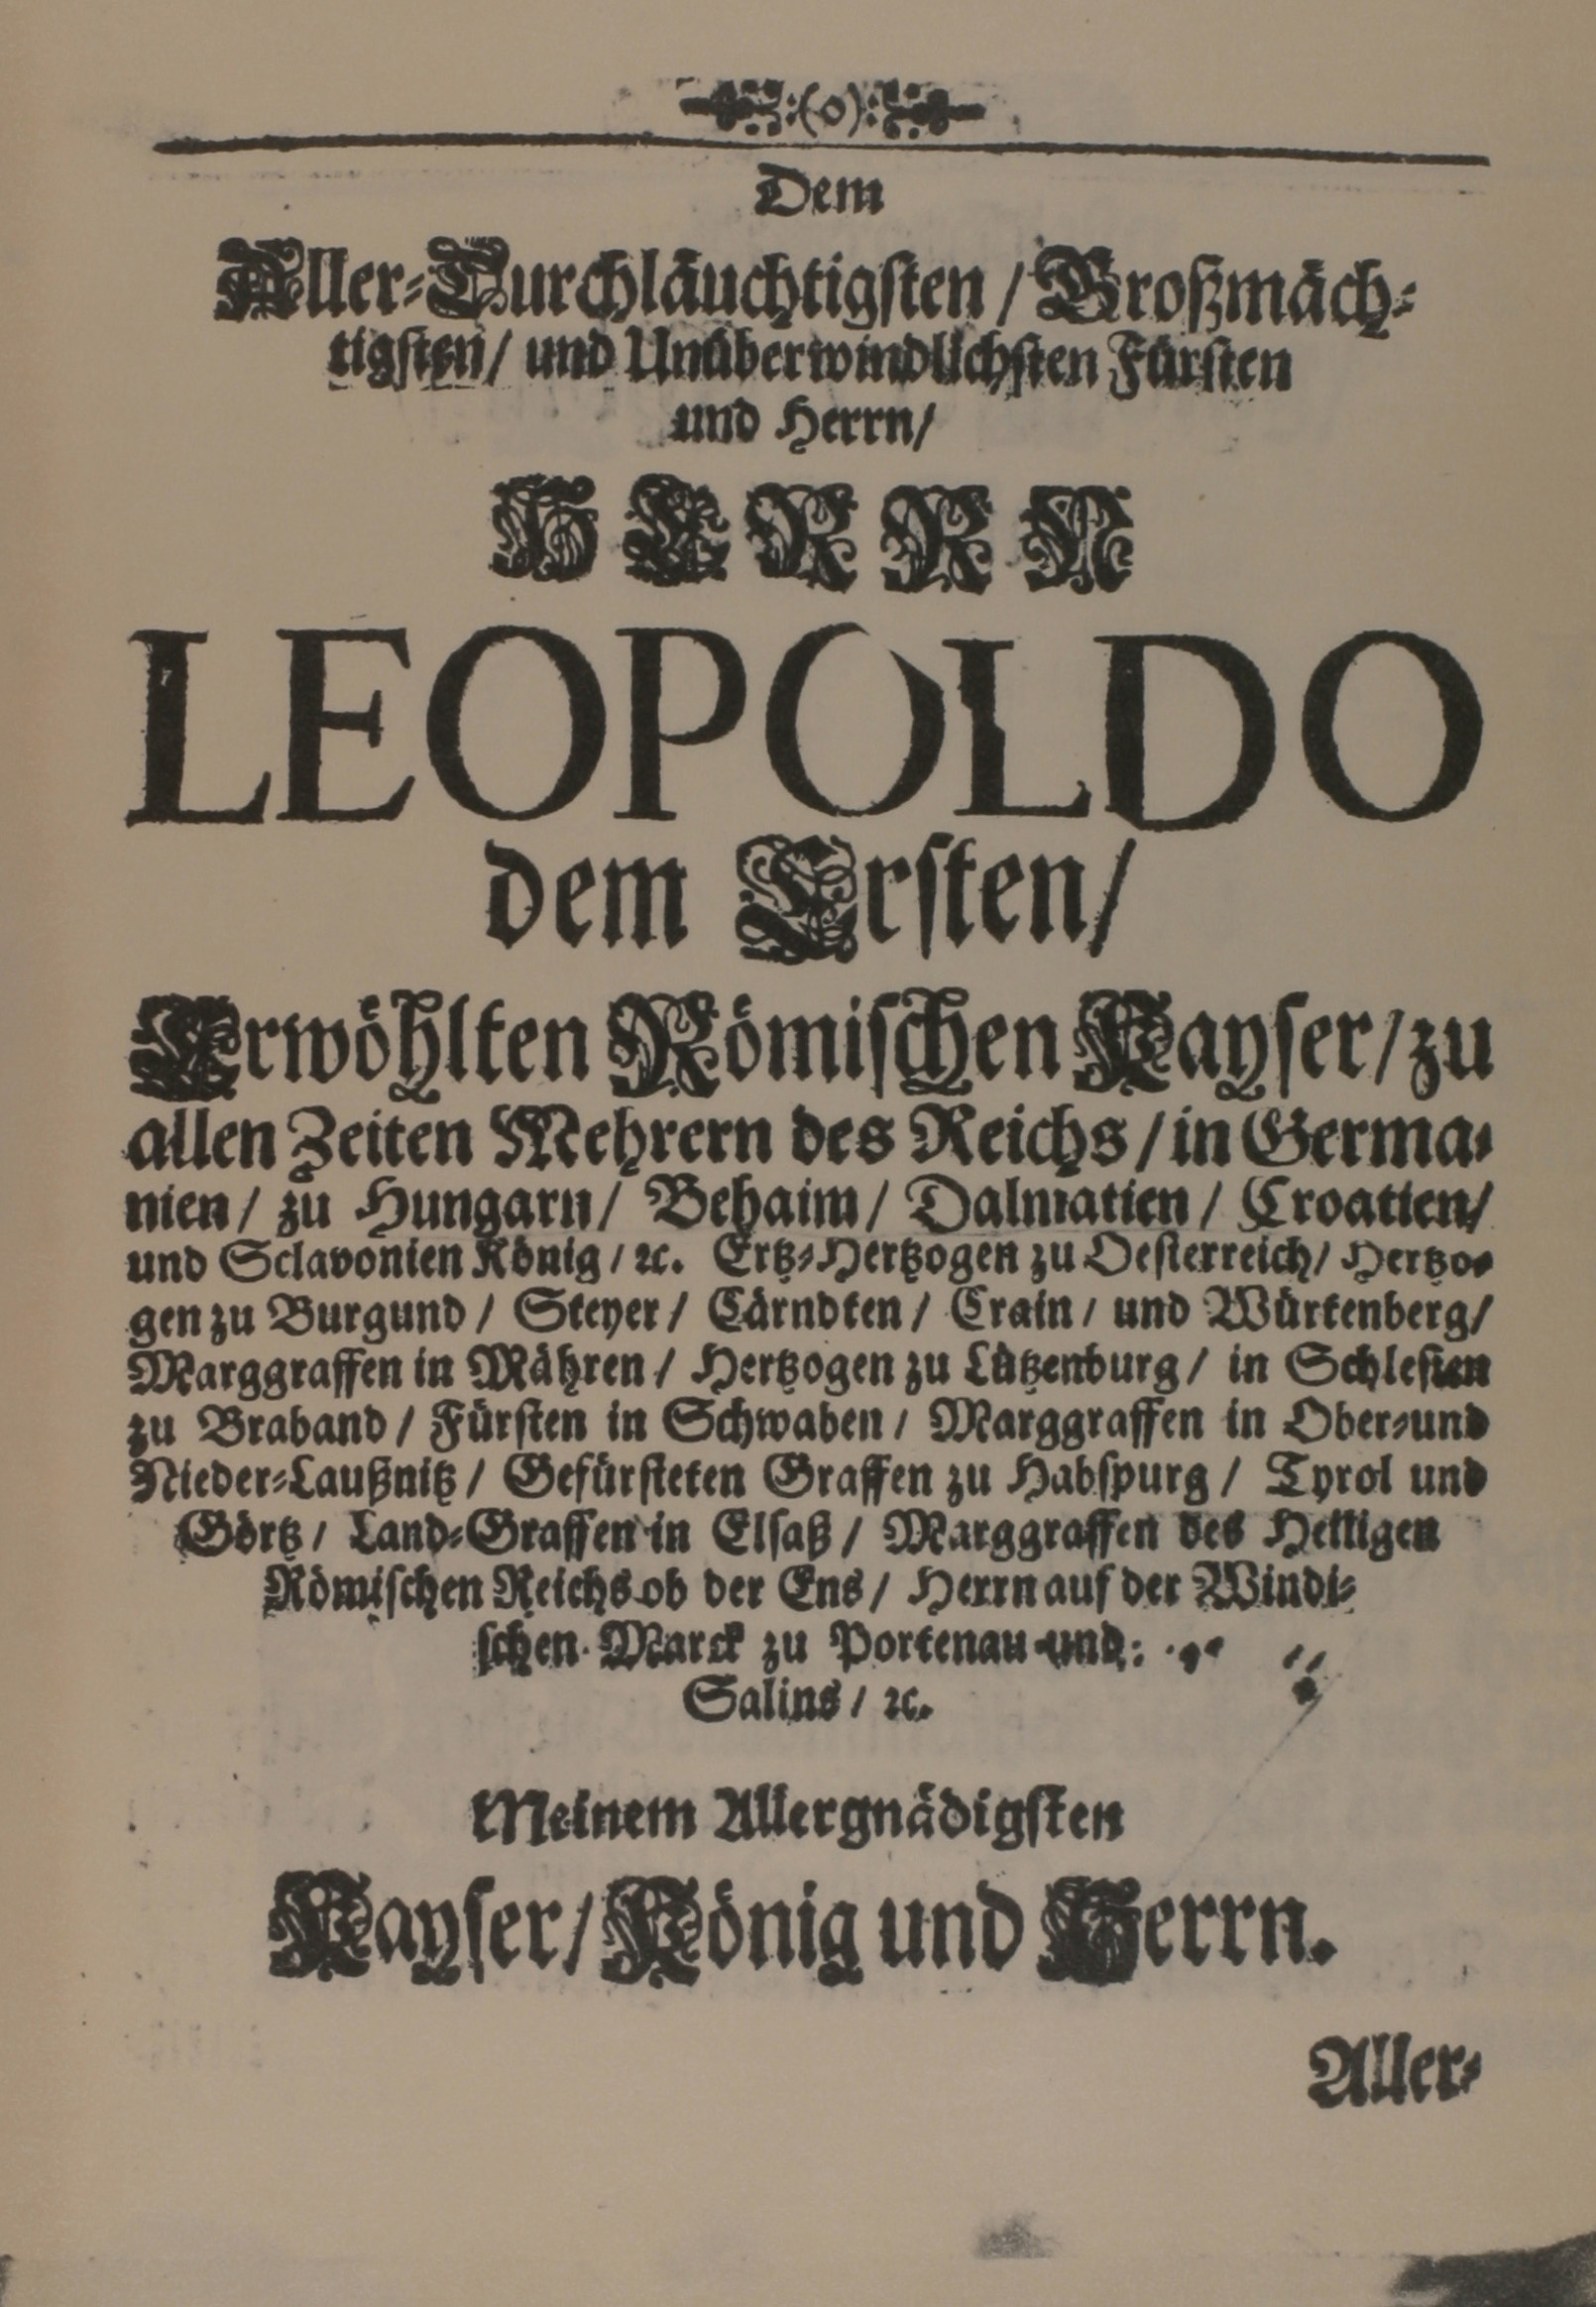 :(o):
Dem
Aller-Durchläuchtigsten / Großmäch-
tigsten / und Unüberwindlichsten Fürsten
und Herrn /
HERRN
LEOPOLDO
dem Ersten /
Erwöhlten Römischen Kayser / zu
allen Zeiten Mehrern des Reichs / in Germa-
nien / zu Hungarn / Behaim / Dalmatien / Croatien /
und Sclavonien König / ꝛc. Ertz-Hertzogen zu Oesterreich / Hertzo-
gen zu Burgund / Steyer / Cärndten / Crain / und Würtenberg /
Marggraffen in Mähren / Hertzogen zu Lützenburg / in Schlesien
zu Braband / Fürsten in Schwaben / Marggraffen in Ober-und
Nieder-Laußnitz / Gefürsteten Graffen zu Habspurg / Tyrol und
Görtz / Land-Graffen in Elsaß / Marggraffen des Heiligen
Römischen Reichs ob der Ens / Herrn auf der Windi-
schen Marck zu Portenau und
Salins / ꝛc.
Meinem Allergnädigsten
Kayser / König und Herrn.
Aller-